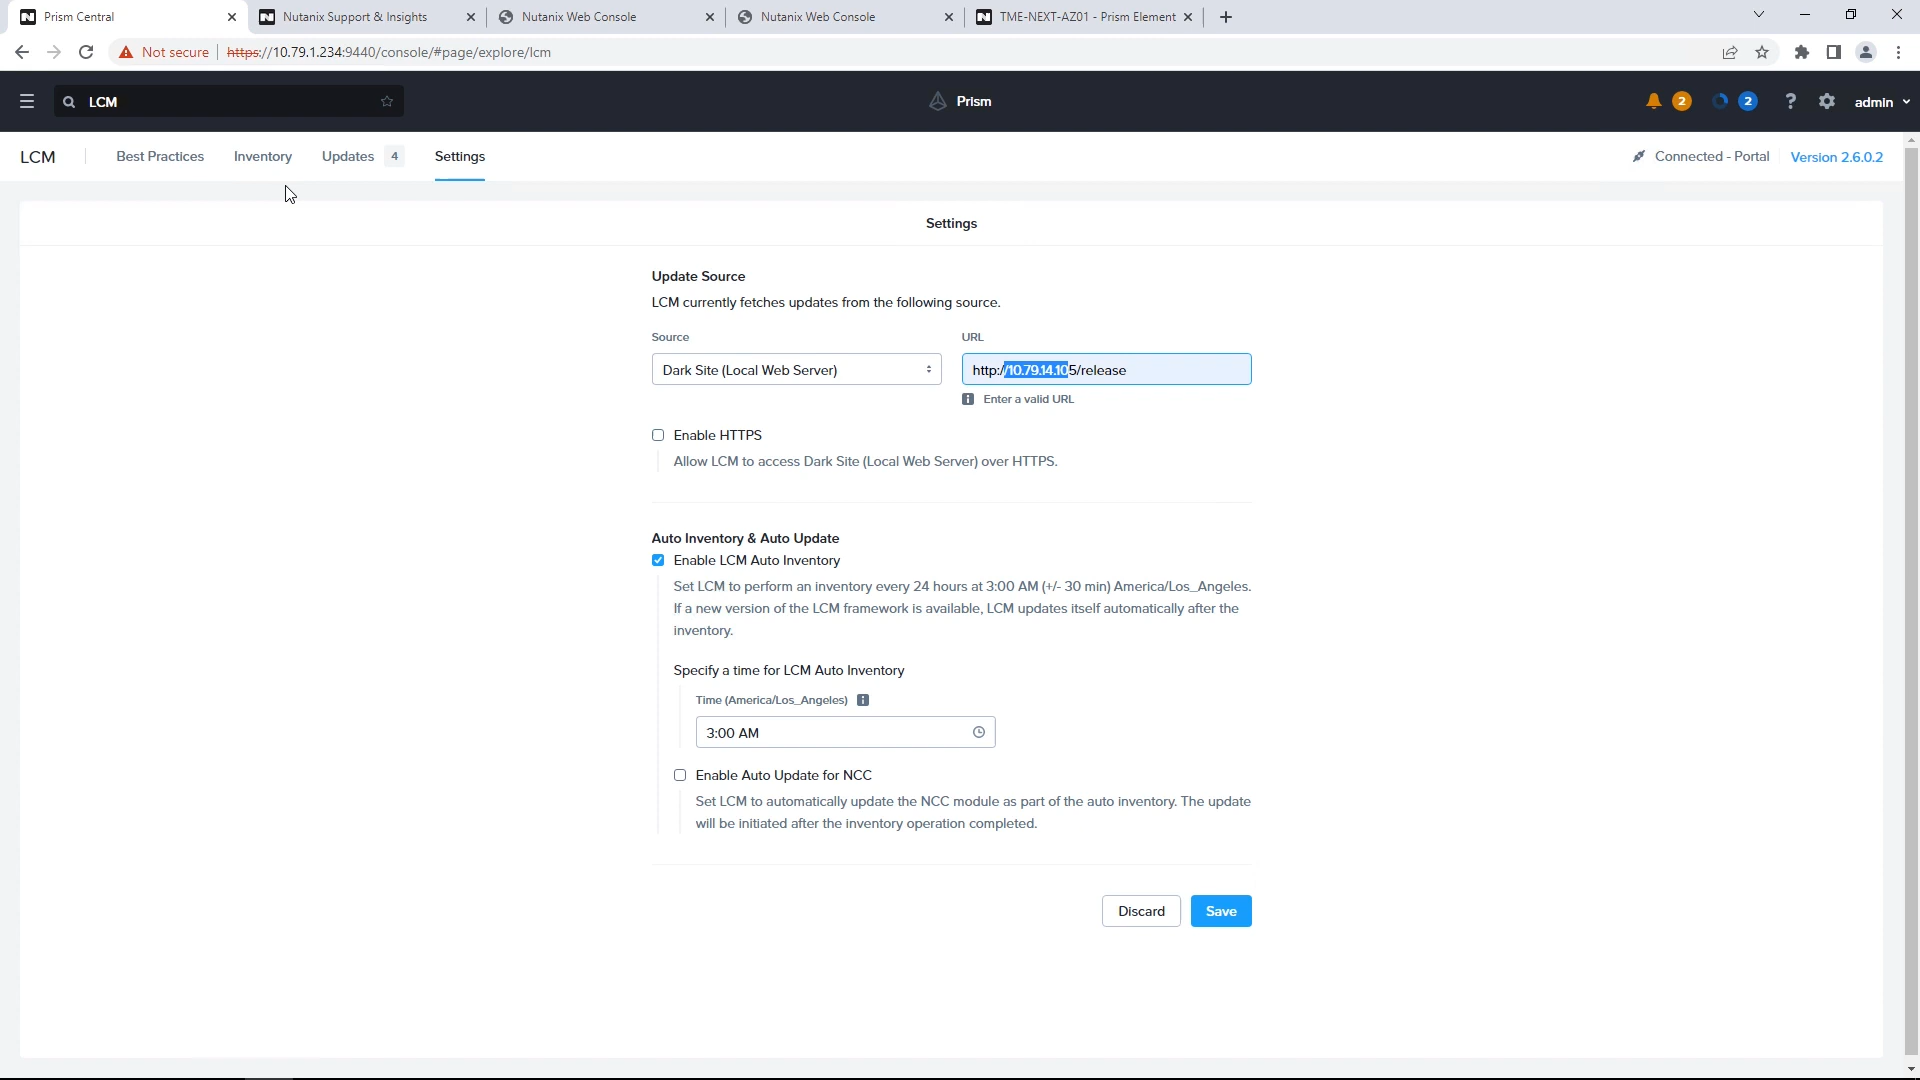 Prism Central
Nutanix Support & Insights
Nutanix Web Console
Nutanix Web Console
TME-NEXT-AZ01 - Prism Element
Not secure
https://10.79.1.234:9440/console/#page/explore/lcm
LCM
Prism
2
2
?
admin
LCM
Best Practices
Inventory
Updates 4
Settings
Connected - Portal
Version 2.6.0.2
Settings
Update Source
LCM currently fetches updates from the following source.
Source
URL
Dark Site (Local Web Server)
http://10.79.14.105/release
Enter a valid URL
Enable HTTPS
Allow LCM to access Dark Site (Local Web Server) over HTTPS.
Auto Inventory & Auto Update
Enable LCM Auto Inventory
Set LCM to perform an inventory every 24 hours at 3:00 AM (+/- 30 min) America/Los_Angeles.
If a new version of the LCM framework is available, LCM updates itself automatically after the
inventory.
Specify a time for LCM Auto Inventory
Time (America/Los_Angeles)
3:00 AM
Enable Auto Update for NCC
Set LCM to automatically update the NCC module as part of the auto inventory. The update
will be initiated after the inventory operation completed.
Discard
Save